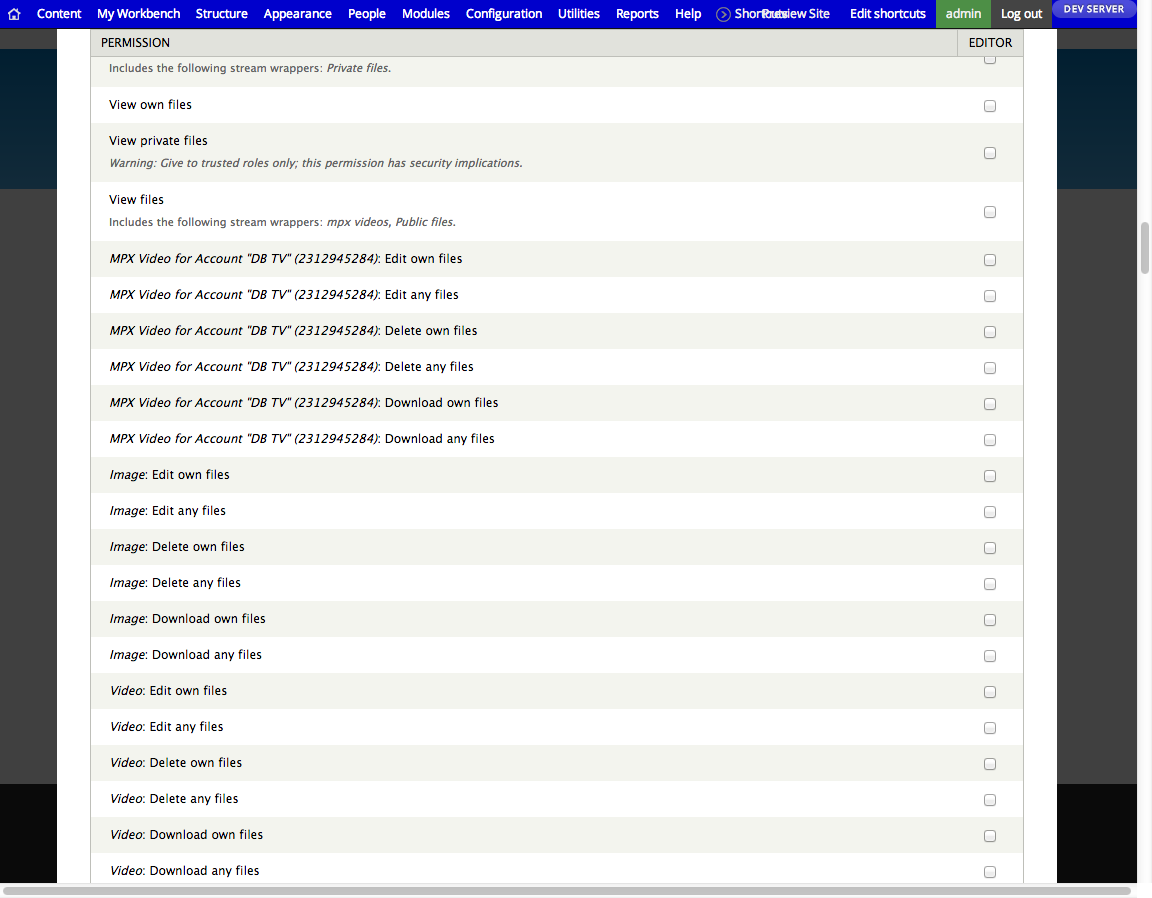 Content My Workbench Structure Appearance People Modules Configuration Utilities Reports Help Shortcuts Preview Site Edit shortcuts admin Log out DEV SERVER
PERMISSION EDITOR
Includes the following stream wrappers: Private files.
View own files
View private files
Warning: Give to trusted roles only; this permission has security implications.
View files
Includes the following stream wrappers: mpx videos, Public files.
MPX Video for Account "DB TV" (2312945284): Edit own files
MPX Video for Account "DB TV" (2312945284): Edit any files
MPX Video for Account "DB TV" (2312945284): Delete own files
MPX Video for Account "DB TV" (2312945284): Delete any files
MPX Video for Account "DB TV" (2312945284): Download own files
MPX Video for Account "DB TV" (2312945284): Download any files
Image: Edit own files
Image: Edit any files
Image: Delete own files
Image: Delete any files
Image: Download own files
Image: Download any files
Video: Edit own files
Video: Edit any files
Video: Delete own files
Video: Delete any files
Video: Download own files
Video: Download any files